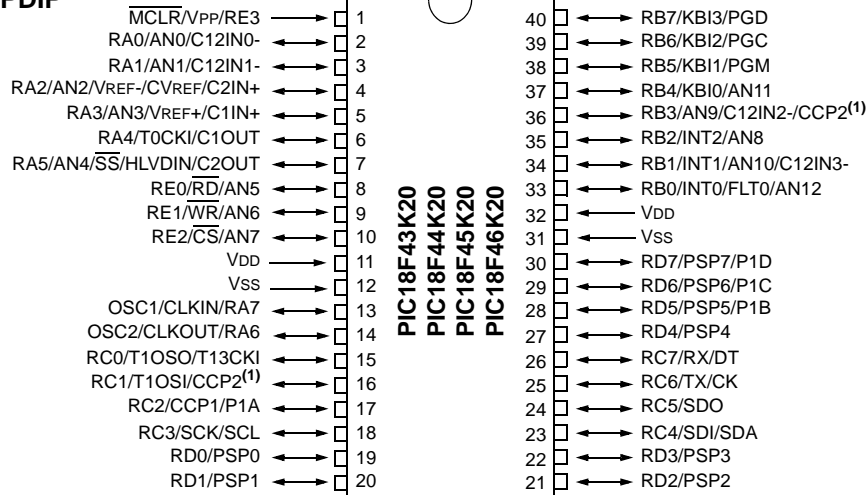 PDIP
MCLR/VPP/RE3 1
RA0/AN0/C12IN0- 2
RA1/AN1/C12IN1- 3
RA2/AN2/VREF-/CVREF/C2IN+ 4
RA3/AN3/VREF+/C1IN+ 5
RA4/T0CKI/C1OUT 6
RA5/AN4/SS/HLVDIN/C2OUT 7
RE0/RD/AN5 8
RE1/WR/AN6 9
RE2/CS/AN7 10
VDD 11
VSS 12
OSC1/CLKIN/RA7 13
OSC2/CLKOUT/RA6 14
RC0/T1OSO/T13CKI 15
RC1/T1OSI/CCP2(1) 16
RC2/CCP1/P1A 17
RC3/SCK/SCL 18
RD0/PSP0 19
RD1/PSP1 20
PIC18F43K20
PIC18F44K20
PIC18F45K20
PIC18F46K20
40 RB7/KBI3/PGD
39 RB6/KBI2/PGC
38 RB5/KBI1/PGM
37 RB4/KBI0/AN11
36 RB3/AN9/C12IN2-/CCP2(1)
35 RB2/INT2/AN8
34 RB1/INT1/AN10/C12IN3-
33 RB0/INT0/FLT0/AN12
32 VDD
31 VSS
30 RD7/PSP7/P1D
29 RD6/PSP6/P1C
28 RD5/PSP5/P1B
27 RD4/PSP4
26 RC7/RX/DT
25 RC6/TX/CK
24 RC5/SDO
23 RC4/SDI/SDA
22 RD3/PSP3
21 RD2/PSP2